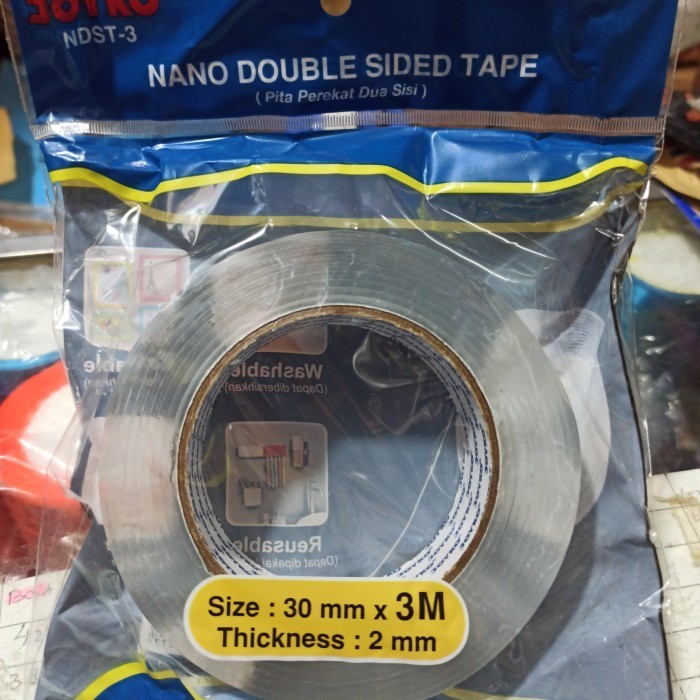 NDST-3
NANO DOUBLE SIDED TAPE
( Pita Perekat Dua Sisi )
Washable
(Dapat dibersihkan)
Reusable
(Dapat dipakai
Size : 30 mm x 3M
Thickness : 2 mm